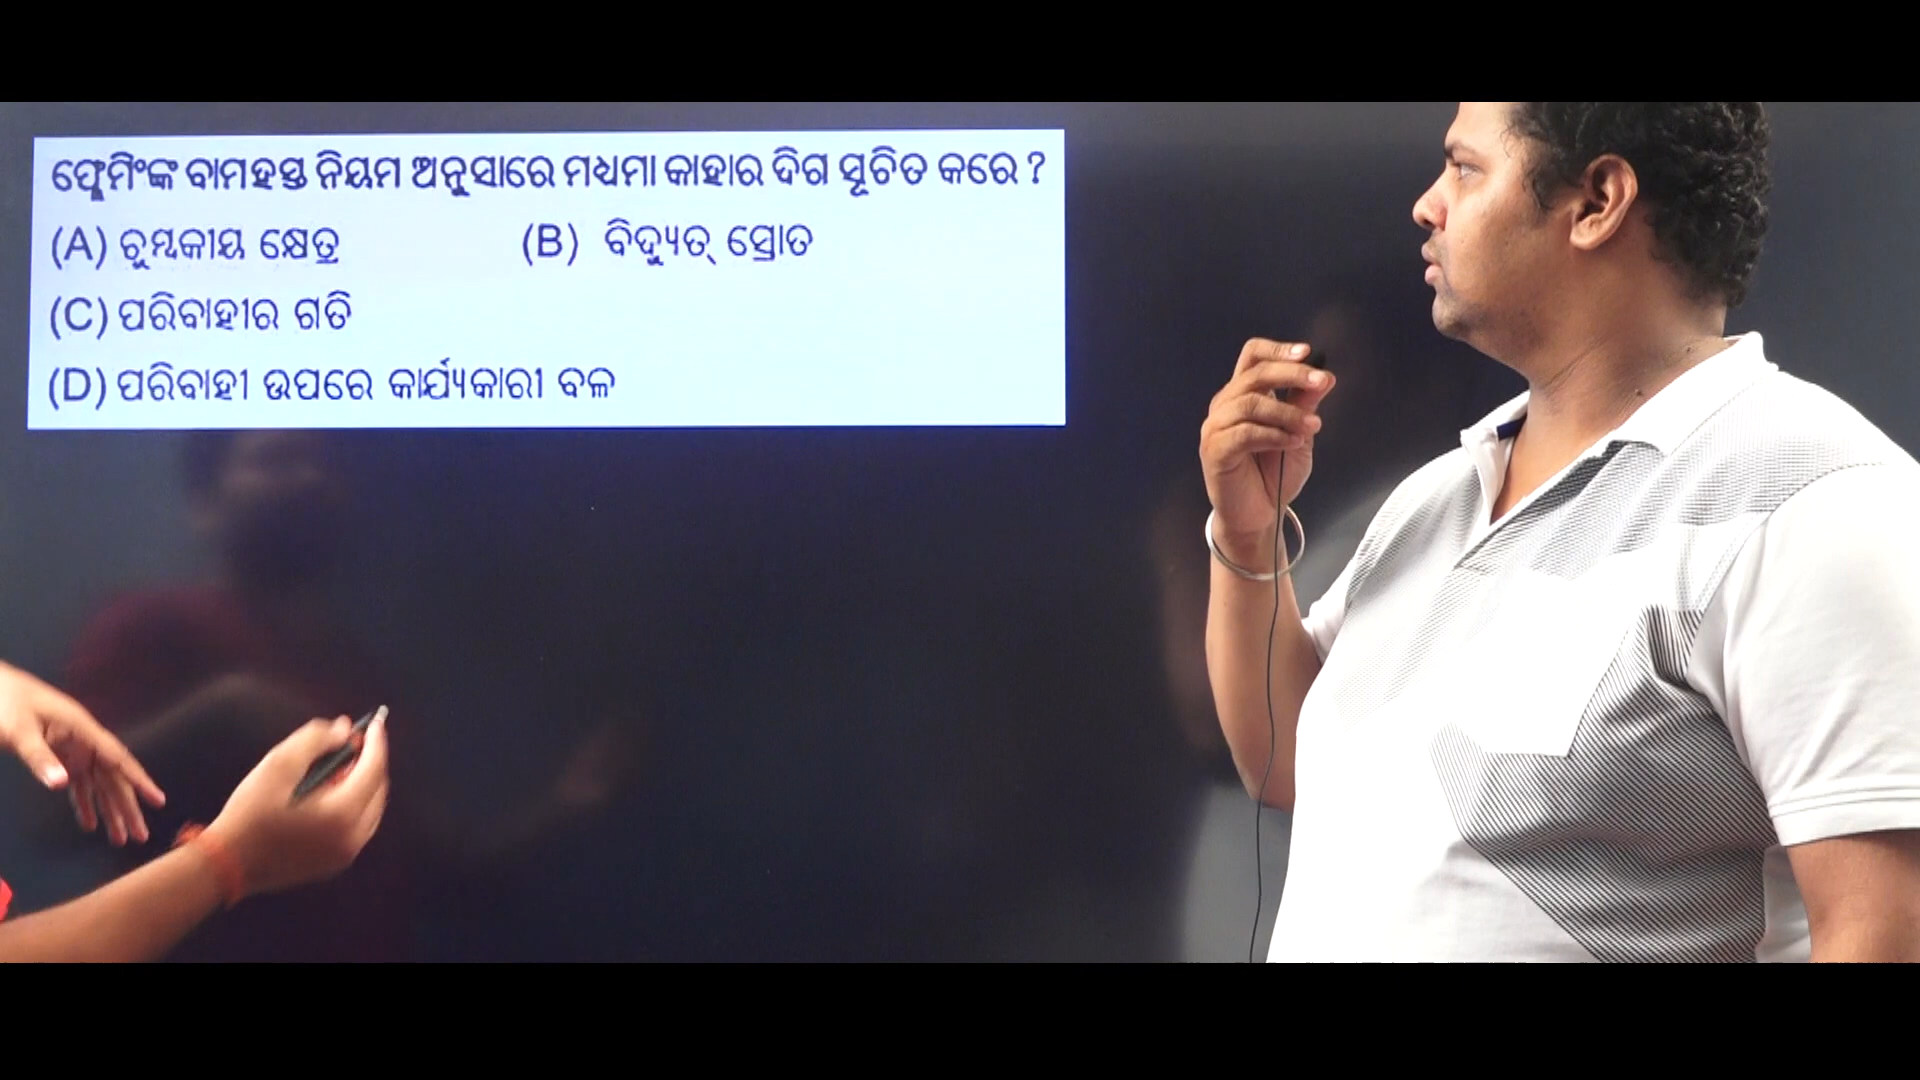 ଫ୍ଲେମିଂଙ୍କ ବାମହସ୍ତ ନିୟମ ଅନୁସାରେ ମଧ୍ୟମା କାହାର ଦିଗ ସୂଚିତ କରେ ?
(A) ଚୁମ୍ବକୀୟ କ୍ଷେତ୍ର (B) ବିଦ୍ୟୁତ୍ ସ୍ରୋତ
(C) ପରିବାହୀର ଗତି
(D) ପରିବାହୀ ଉପରେ କାର୍ଯ୍ୟକାରୀ ବଳ